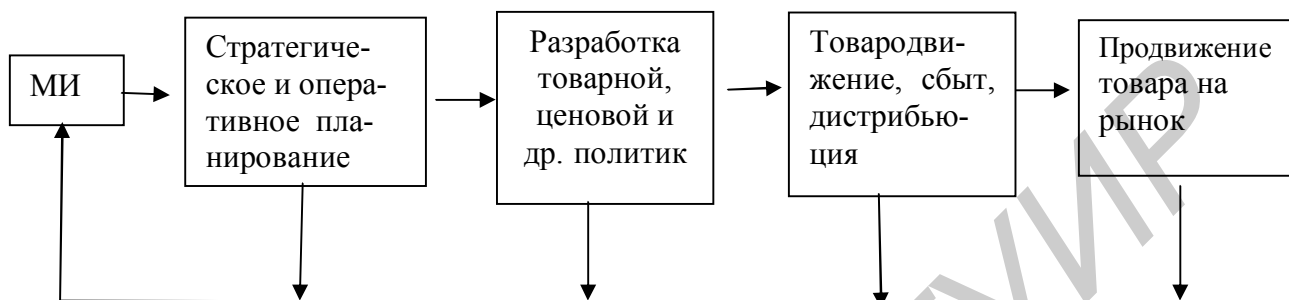 МИ
Стратегиче-
ское и опера-
тивное пла-
нирование
Разработка
товарной,
ценовой и
др. политик
Товародви-
жение, сбыт,
дистрибью-
ция
Продвижение
товара на
рынок
УИР